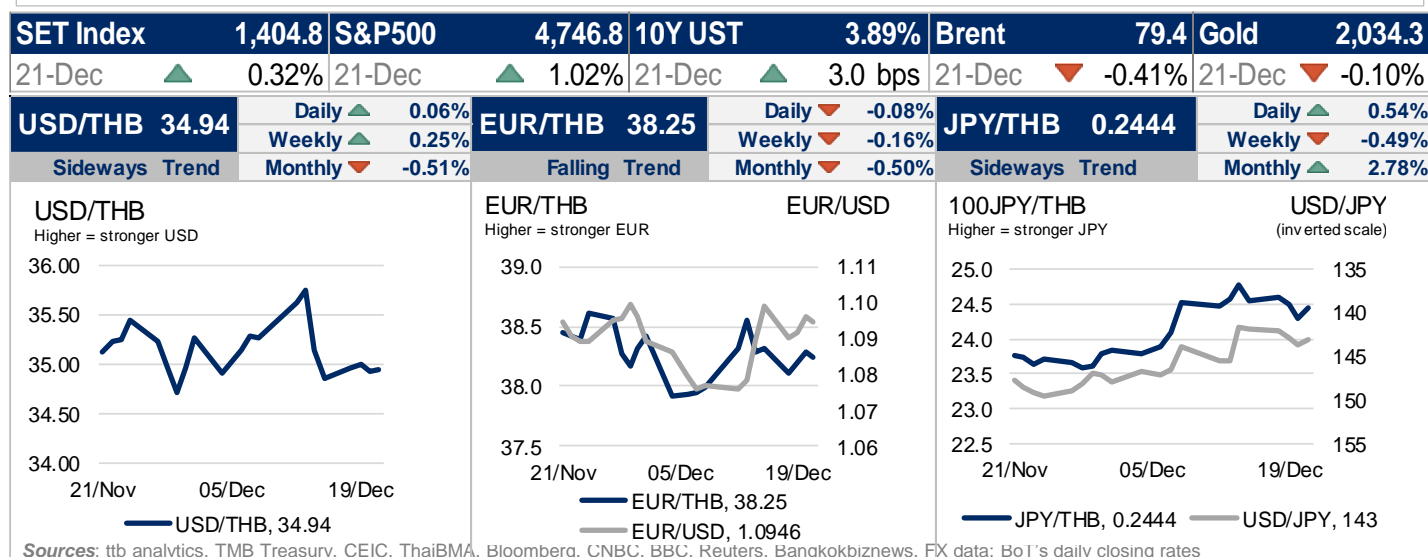 SET Index 1,404.8 S&P500 4,746.8 10Y UST 3.89% Brent 79.4 Gold 2,034.3
21-Dec 0.32% 21-Dec 1.02% 21-Dec 3.0 bps 21-Dec -0.41% 21-Dec -0.10%
USD/THB 34.94
Daily 0.06%
Weekly 0.25%
Sideways Trend Monthly -0.51%
EUR/THB 38.25
Daily -0.08%
Weekly -0.16%
Falling Trend Monthly -0.50%
JPY/THB 0.2444
Daily 0.54%
Weekly -0.49%
Sideways Trend Monthly 2.78%
USD/THB
Higher = stronger USD
36.00
35.50
35.00
34.50
34.00
21/Nov 05/Dec 19/Dec
USD/THB, 34.94
EUR/THB EUR/USD
Higher = stronger EUR
39.0 1.11
1.10
38.5 1.09
38.0 1.08
1.07
37.5 1.06
21/Nov 05/Dec 19/Dec
EUR/THB, 38.25
EUR/USD, 1.0946
100JPY/THB USD/JPY
Higher = stronger JPY (inverted scale)
25.0 135
24.5 140
24.0
23.5 145
23.0 150
22.5 155
21/Nov 05/Dec 19/Dec
JPY/THB, 0.2444 USD/JPY, 143
Sources: ttb analytics, TMB Treasury, CEIC, ThaiBMA, Bloomberg, CNBC, BBC, Reuters, Bangkokbiznews, FX data: BoT's daily closing rates